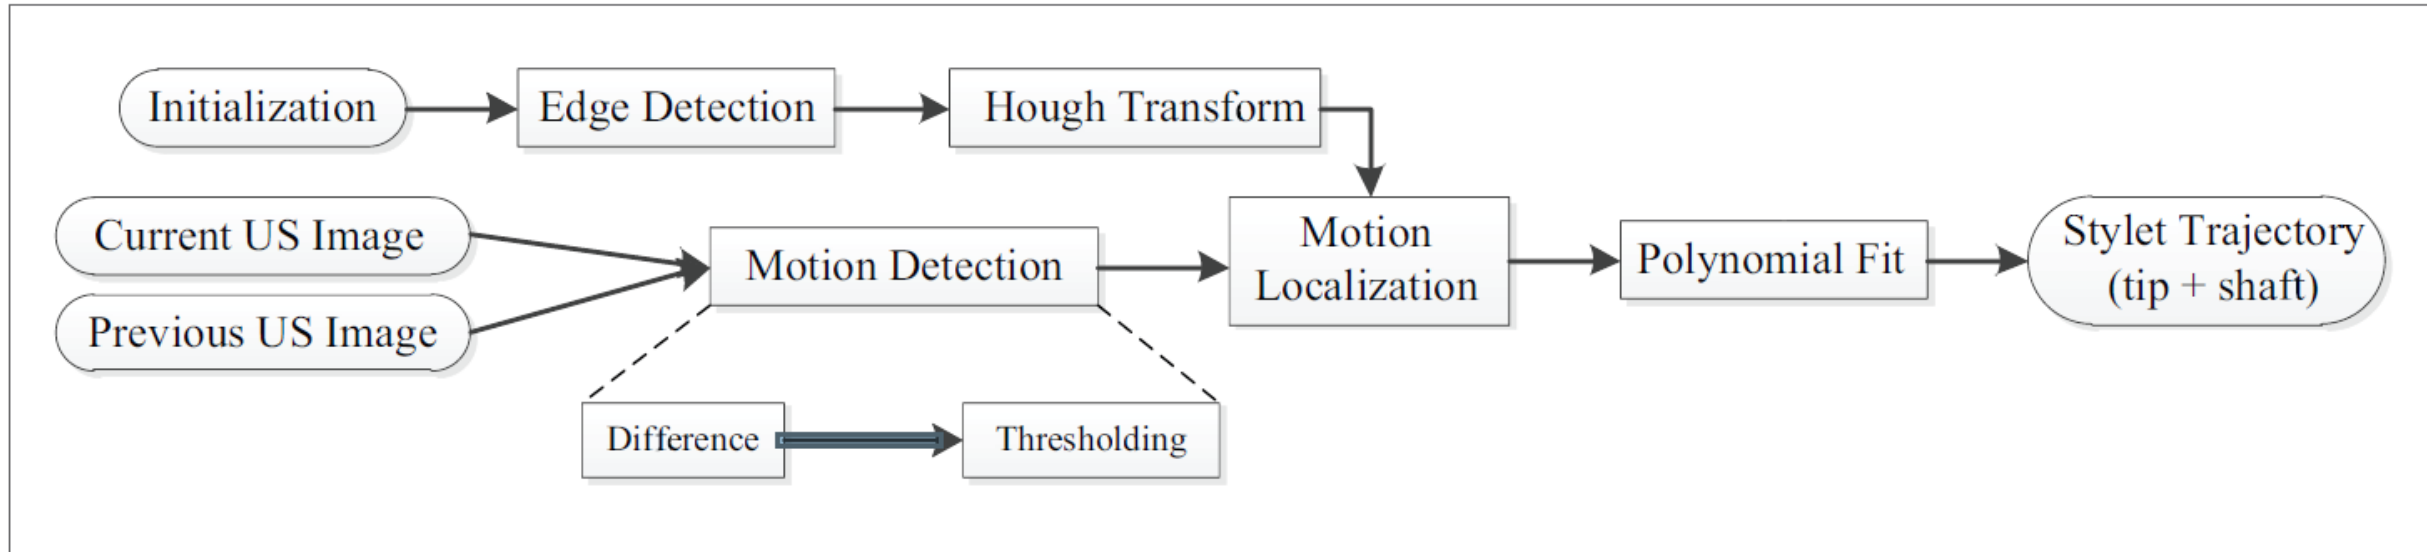 Initialization
Edge Detection
Hough Transform
Current US Image
Previous US Image
Motion Detection
Motion
Localization
Polynomial Fit
Stylet Trajectory
(tip + shaft)
Difference
Thresholding